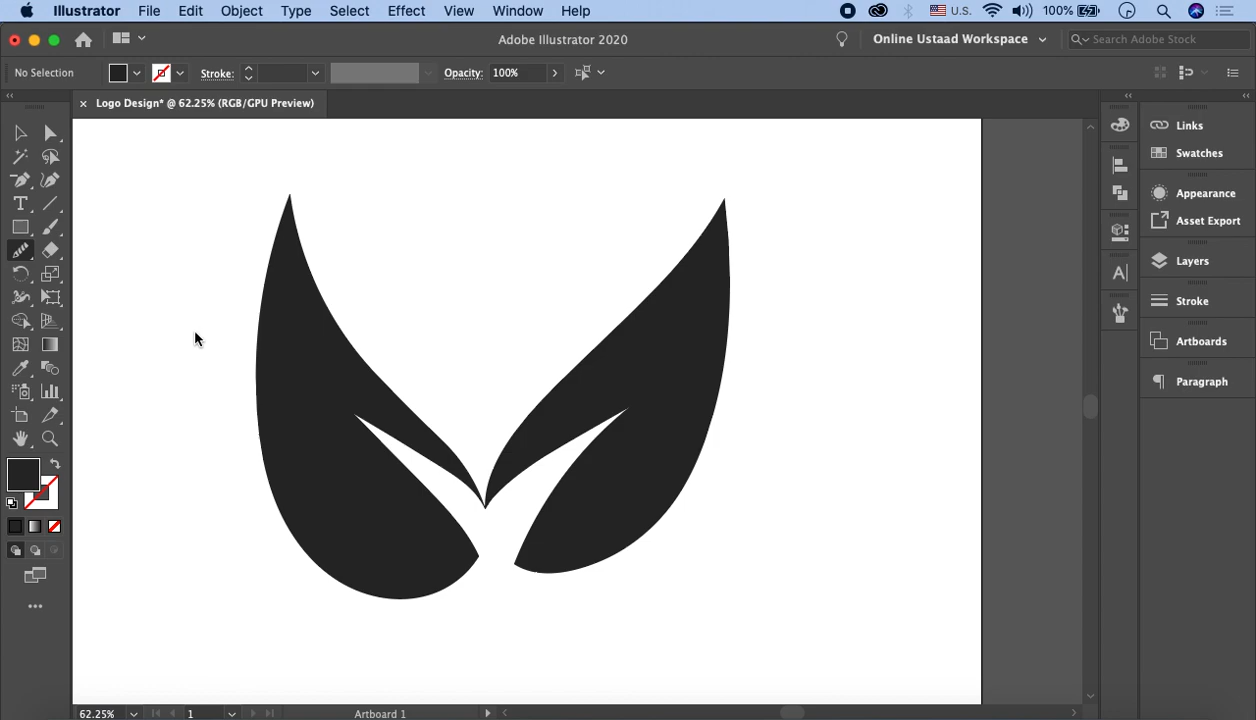 Illustrator File Edit Object Type Select Effect View Window Help U.S. 100%
Adobe Illustrator 2020 Online Ustaad Workspace Search Adobe Stock
No Selection Stroke: Opacity: 100%
× Logo Design* @ 62.25% (RGB/GPU Preview)
Links
Swatches
Appearance
Asset Export
Layers
Stroke
Artboards
Paragraph
62.25% 1 Artboard 1